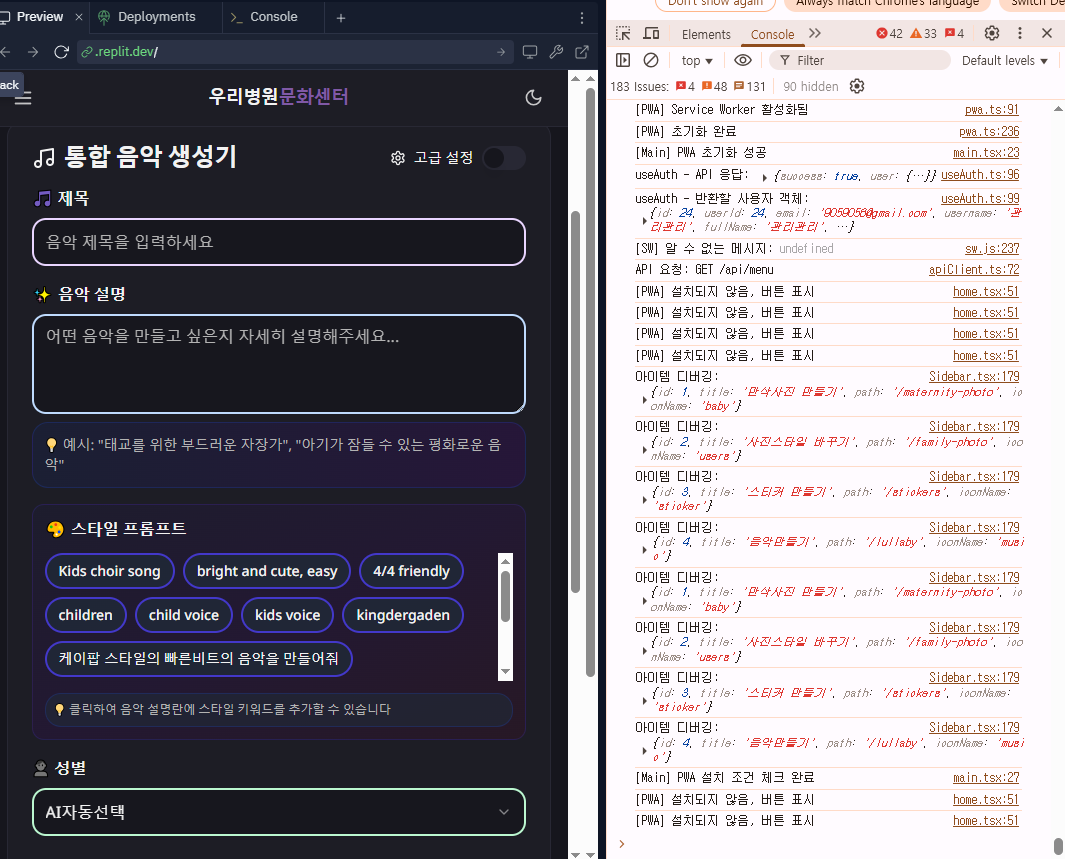 Preview
Deployments
Console
.replit.dev/
ack
우리병원문화센터
통합 음악 생성기
고급 설정
제목
음악 제목을 입력하세요
음악 설명
어떤 음악을 만들고 싶은지 자세히 설명해주세요...
예시: "태교를 위한 부드러운 자장가", "아기가 잠들 수 있는 평화로운 음
악"
스타일 프롬프트
Kids choir song
bright and cute, easy
4/4 friendly
children
child voice
kids voice
kingdergaden
케이팝 스타일의 빠른비트의 음악을 만들어줘
클릭하여 음악 설명란에 스타일 키워드를 추가할 수 있습니다
성별
AI자동선택
Don't show again
Always match Chrome's language
Switch De
Elements
Console
42
33
4
top
Filter
Default levels
183 Issues: 4 48 131
90 hidden
[PWA] Service Worker 활성화됨 pwa.ts:91
[PWA] 초기화 완료 pwa.ts:236
[Main] PWA 초기화 성공 main.tsx:23
useAuth - API 응답: {success: true, user: {…}} useAuth.ts:96
useAuth - 반환할 사용자 객체: useAuth.ts:99
{id: 24, userId: 24, email: '9059056@gmail.com', username: '관
리관리', fullName: '관리관리', …}
[SW] 알 수 없는 메시지: undefined sw.js:237
API 요청: GET /api/menu apiClient.ts:72
[PWA] 설치되지 않음, 버튼 표시 home.tsx:51
[PWA] 설치되지 않음, 버튼 표시 home.tsx:51
[PWA] 설치되지 않음, 버튼 표시 home.tsx:51
[PWA] 설치되지 않음, 버튼 표시 home.tsx:51
아이템 디버깅: Sidebar.tsx:179
{id: 1, title: '만삭사진 만들기', path: '/maternity-photo', ic
onName: 'baby'}
아이템 디버깅: Sidebar.tsx:179
{id: 2, title: '사진스타일 바꾸기', path: '/family-photo', ico
nName: 'users'}
아이템 디버깅: Sidebar.tsx:179
{id: 3, title: '스티커 만들기', path: '/stickers', iconName:
'sticker'}
아이템 디버깅: Sidebar.tsx:179
{id: 4, title: '음악만들기', path: '/lullaby', iconName: 'musi
c'}
아이템 디버깅: Sidebar.tsx:179
{id: 1, title: '만삭사진 만들기', path: '/maternity-photo', ic
onName: 'baby'}
아이템 디버깅: Sidebar.tsx:179
{id: 2, title: '사진스타일 바꾸기', path: '/family-photo', ico
nName: 'users'}
아이템 디버깅: Sidebar.tsx:179
{id: 3, title: '스티커 만들기', path: '/stickers', iconName:
'sticker'}
아이템 디버깅: Sidebar.tsx:179
{id: 4, title: '음악만들기', path: '/lullaby', iconName: 'musi
c'}
[Main] PWA 설치 조건 체크 완료 main.tsx:27
[PWA] 설치되지 않음, 버튼 표시 home.tsx:51
[PWA] 설치되지 않음, 버튼 표시 home.tsx:51